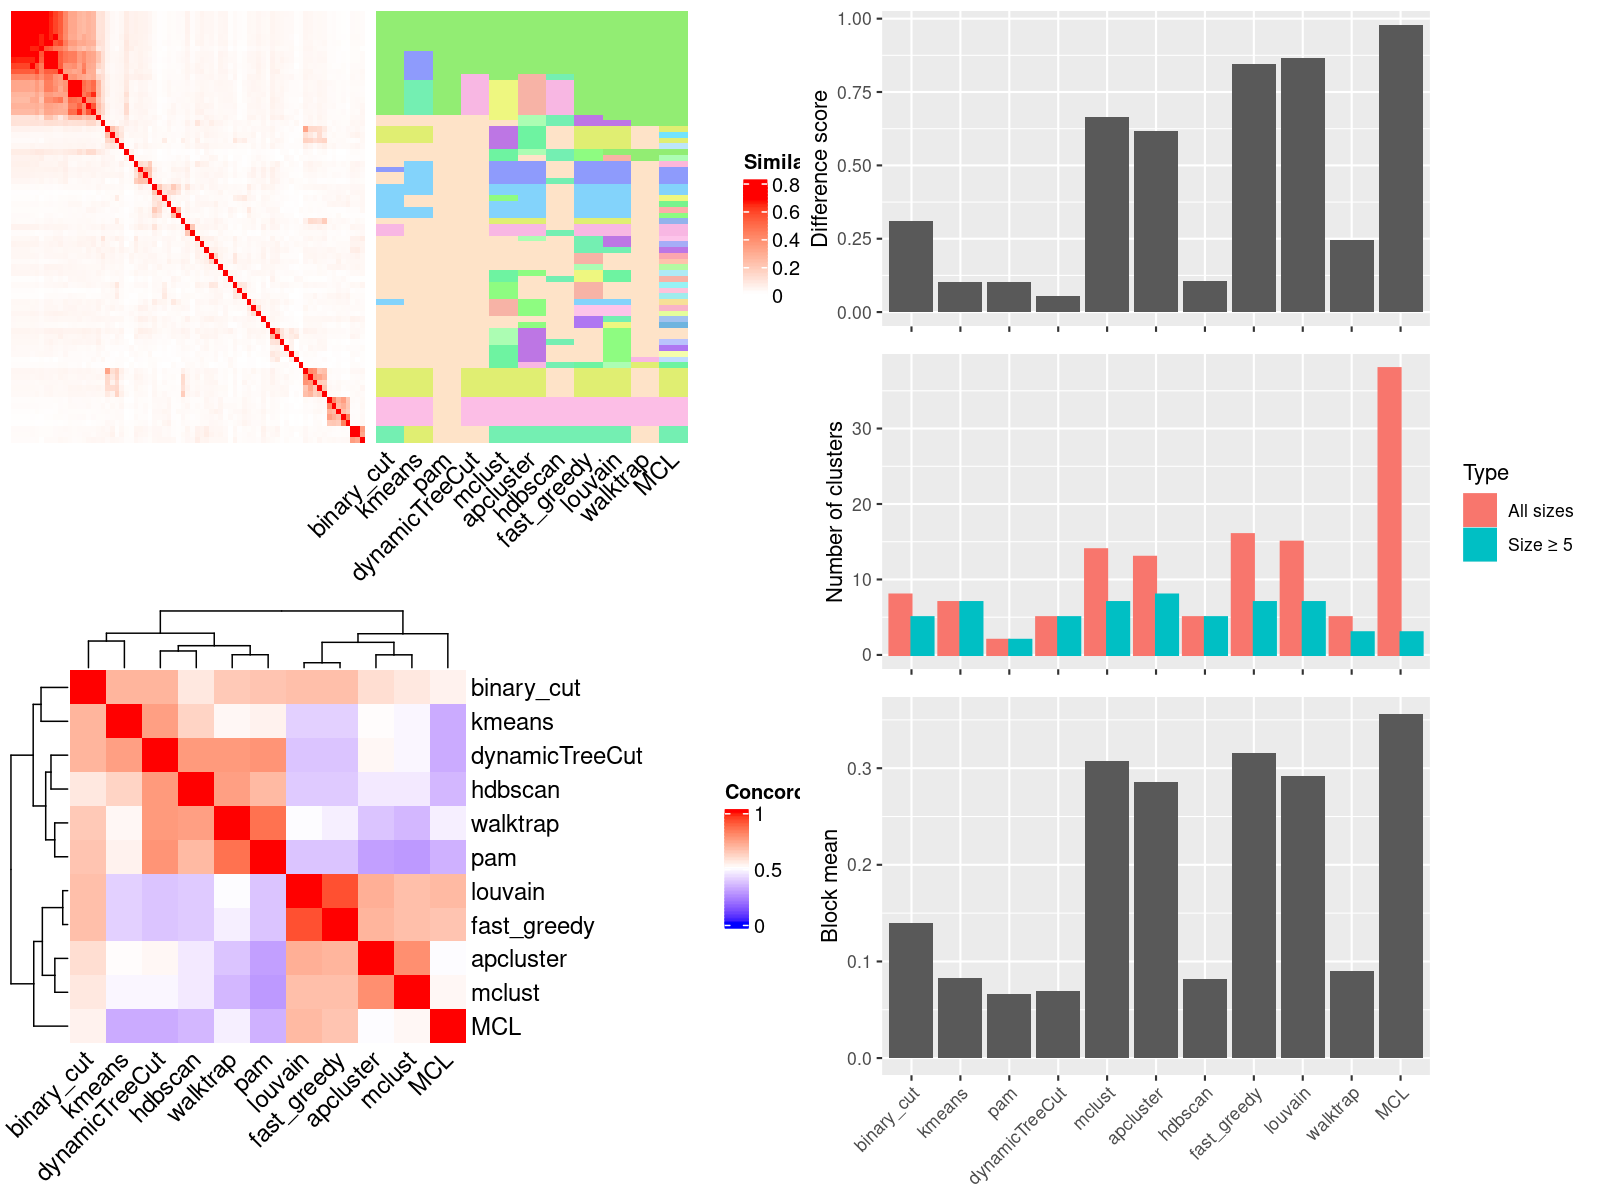 Simila
0.8
0.6
0.4
0.2
0
binary_cut
kmeans
pam
dynamicTreeCut
mclust
apcluster
hdbscan
fast_greedy
louvain
walktrap
MCL
binary_cut
kmeans
dynamicTreeCut
hdbscan
walktrap
pam
louvain
fast_greedy
apcluster
mclust
MCL
binary_cut
kmeans
dynamicTreeCut
hdbscan
walktrap
pam
louvain
fast_greedy
apcluster
mclust
MCL
Concord
1
0.5
0
Difference score
1.00
0.75
0.50
0.25
0.00
Number of clusters
30
20
10
0
Type
All sizes
Size ≥ 5
Block mean
0.3
0.2
0.1
0.0
binary_cut
kmeans
pam
dynamicTreeCut
mclust
apcluster
hdbscan
fast_greedy
louvain
walktrap
MCL